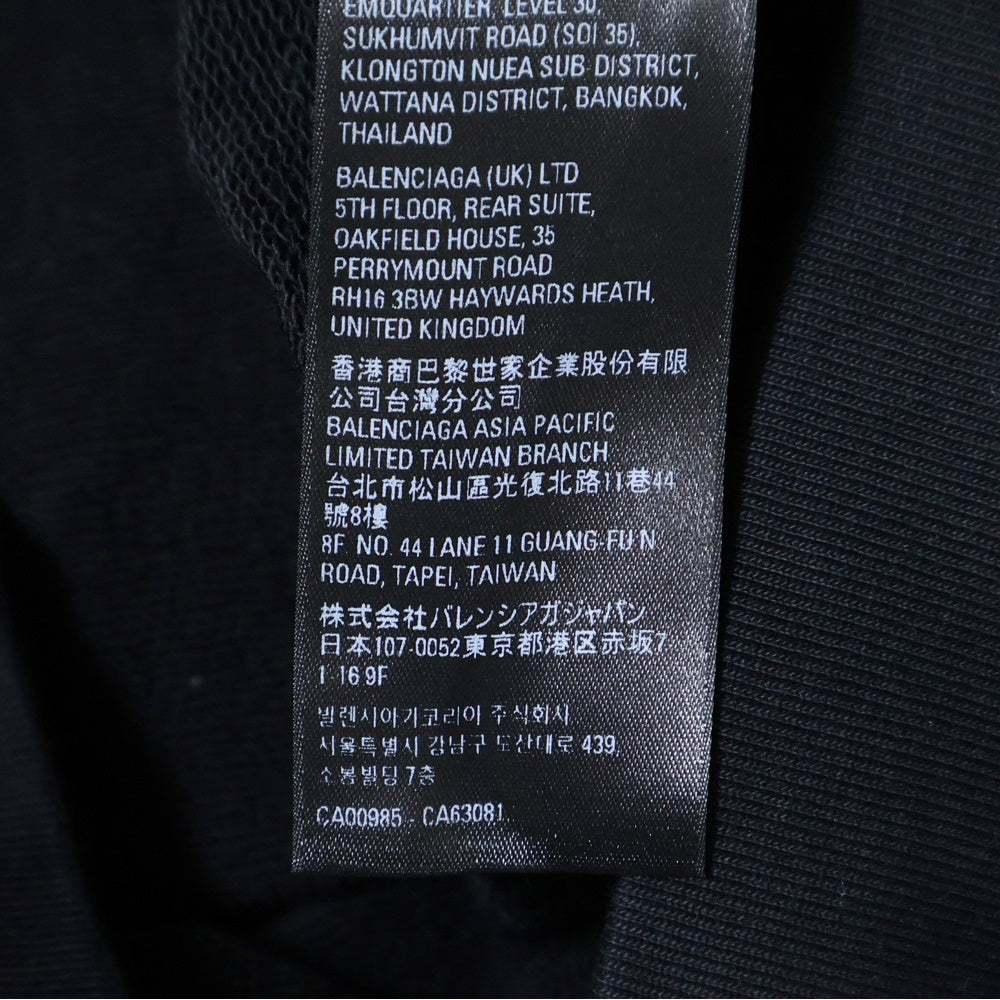 EMQUARTIER, LEVEL 30,
SUKHUMVIT ROAD (SOI 35),
KLONGTON NUEA SUB-DISTRICT,
WATTANA DISTRICT, BANGKOK,
THAILAND
BALENCIAGA (UK) LTD
5TH FLOOR, REAR SUITE,
OAKFIELD HOUSE, 35
PERRYMOUNT ROAD
RH16 3BW HAYWARDS HEATH,
UNITED KINGDOM
香港商巴黎世家企業股份有限
公司台灣分公司
BALENCIAGA ASIA PACIFIC
LIMITED TAIWAN BRANCH
台北市松山區光復北路11巷44
號8樓
8F. NO. 44 LANE 11 GUANG-FU N
ROAD, TAPEI, TAIWAN
株式会社バレンシアガジャパン
日本107-0052東京都港区赤坂7
1 16 9F
발렌시아가코리아 주식회사
서울특별시 강남구 도산대로 439,
소봉빌딩 7층
CA00985 - CA63081